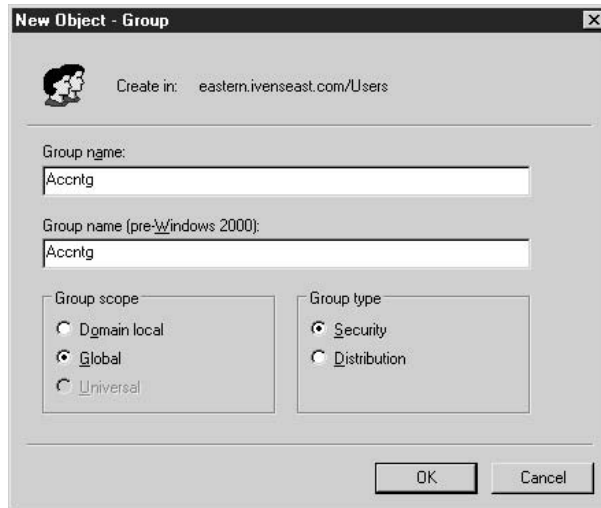 New Object - Group
Create in: eastern.ivenseast.com/Users
Group name:
Accntg
Group name (pre-Windows 2000):
Accntg
Group scope
Domain local
Global
Universal
Group type
Security
Distribution
OK
Cancel